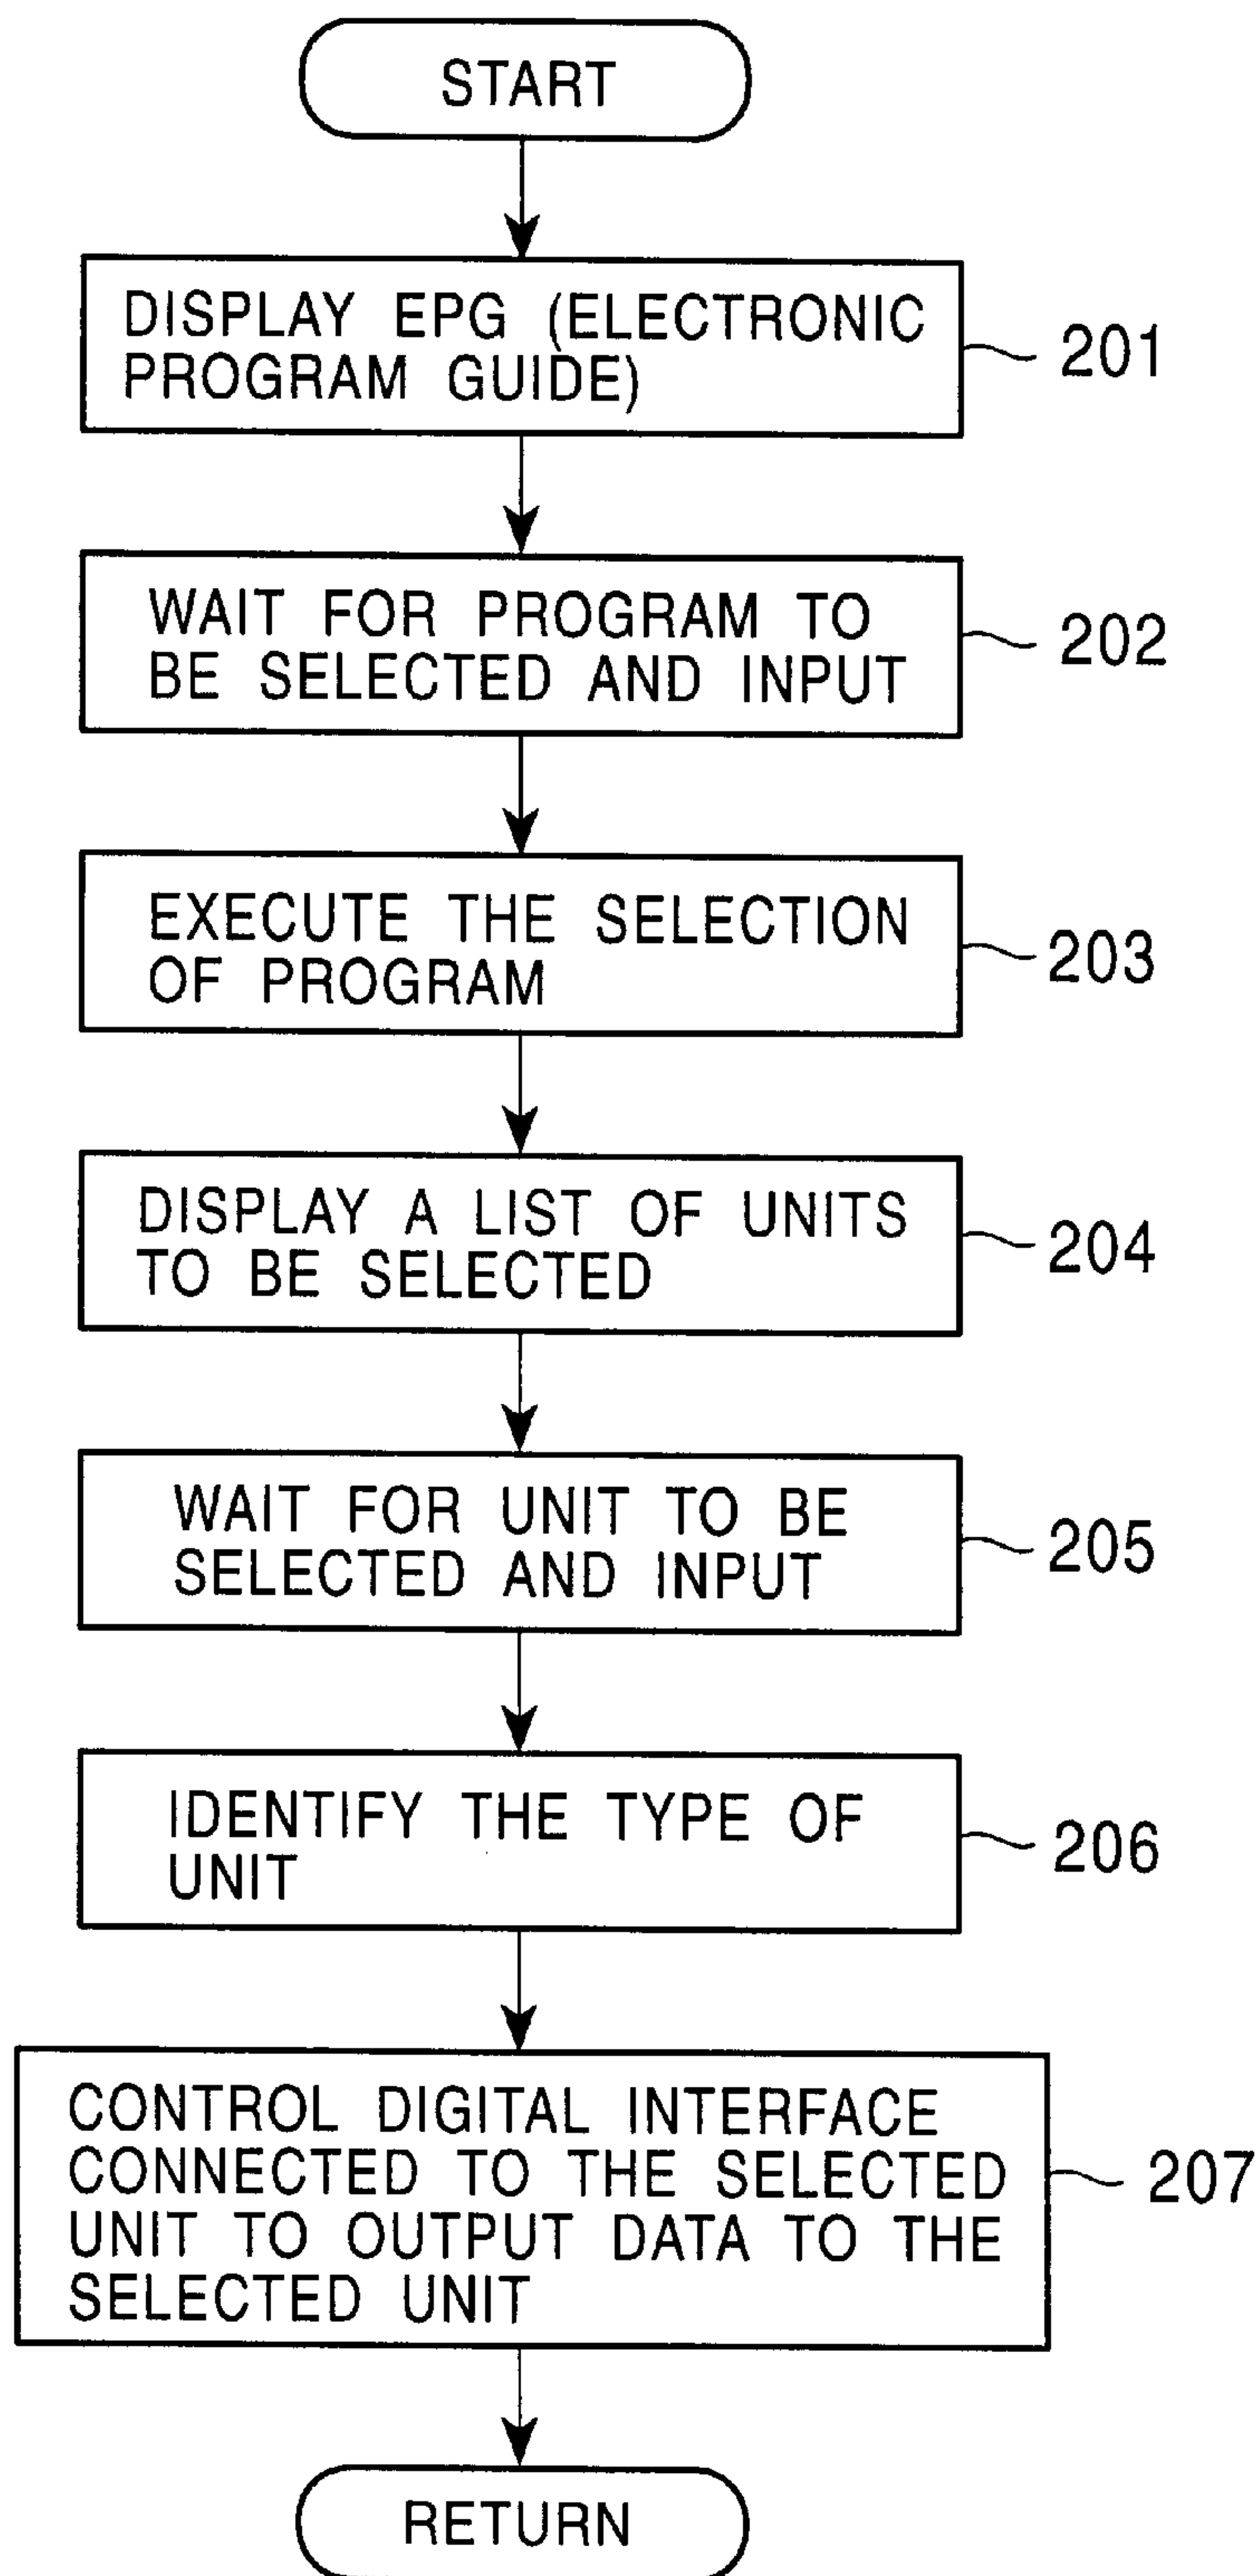 START
DISPLAY EPG (ELECTRONIC
PROGRAM GUIDE)
201
WAIT FOR PROGRAM TO
BE SELECTED AND INPUT
202
EXECUTE THE SELECTION
OF PROGRAM
203
DISPLAY A LIST OF UNITS
TO BE SELECTED
204
WAIT FOR UNIT TO BE
SELECTED AND INPUT
205
IDENTIFY THE TYPE OF
UNIT
206
CONTROL DIGITAL INTERFACE
CONNECTED TO THE SELECTED
UNIT TO OUTPUT DATA TO THE
SELECTED UNIT
207
RETURN